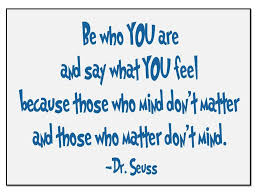 Be who YOU are
and say what YOU feel
because those who mind don't matter
and those who matter don't mind.
~Dr. Seuss